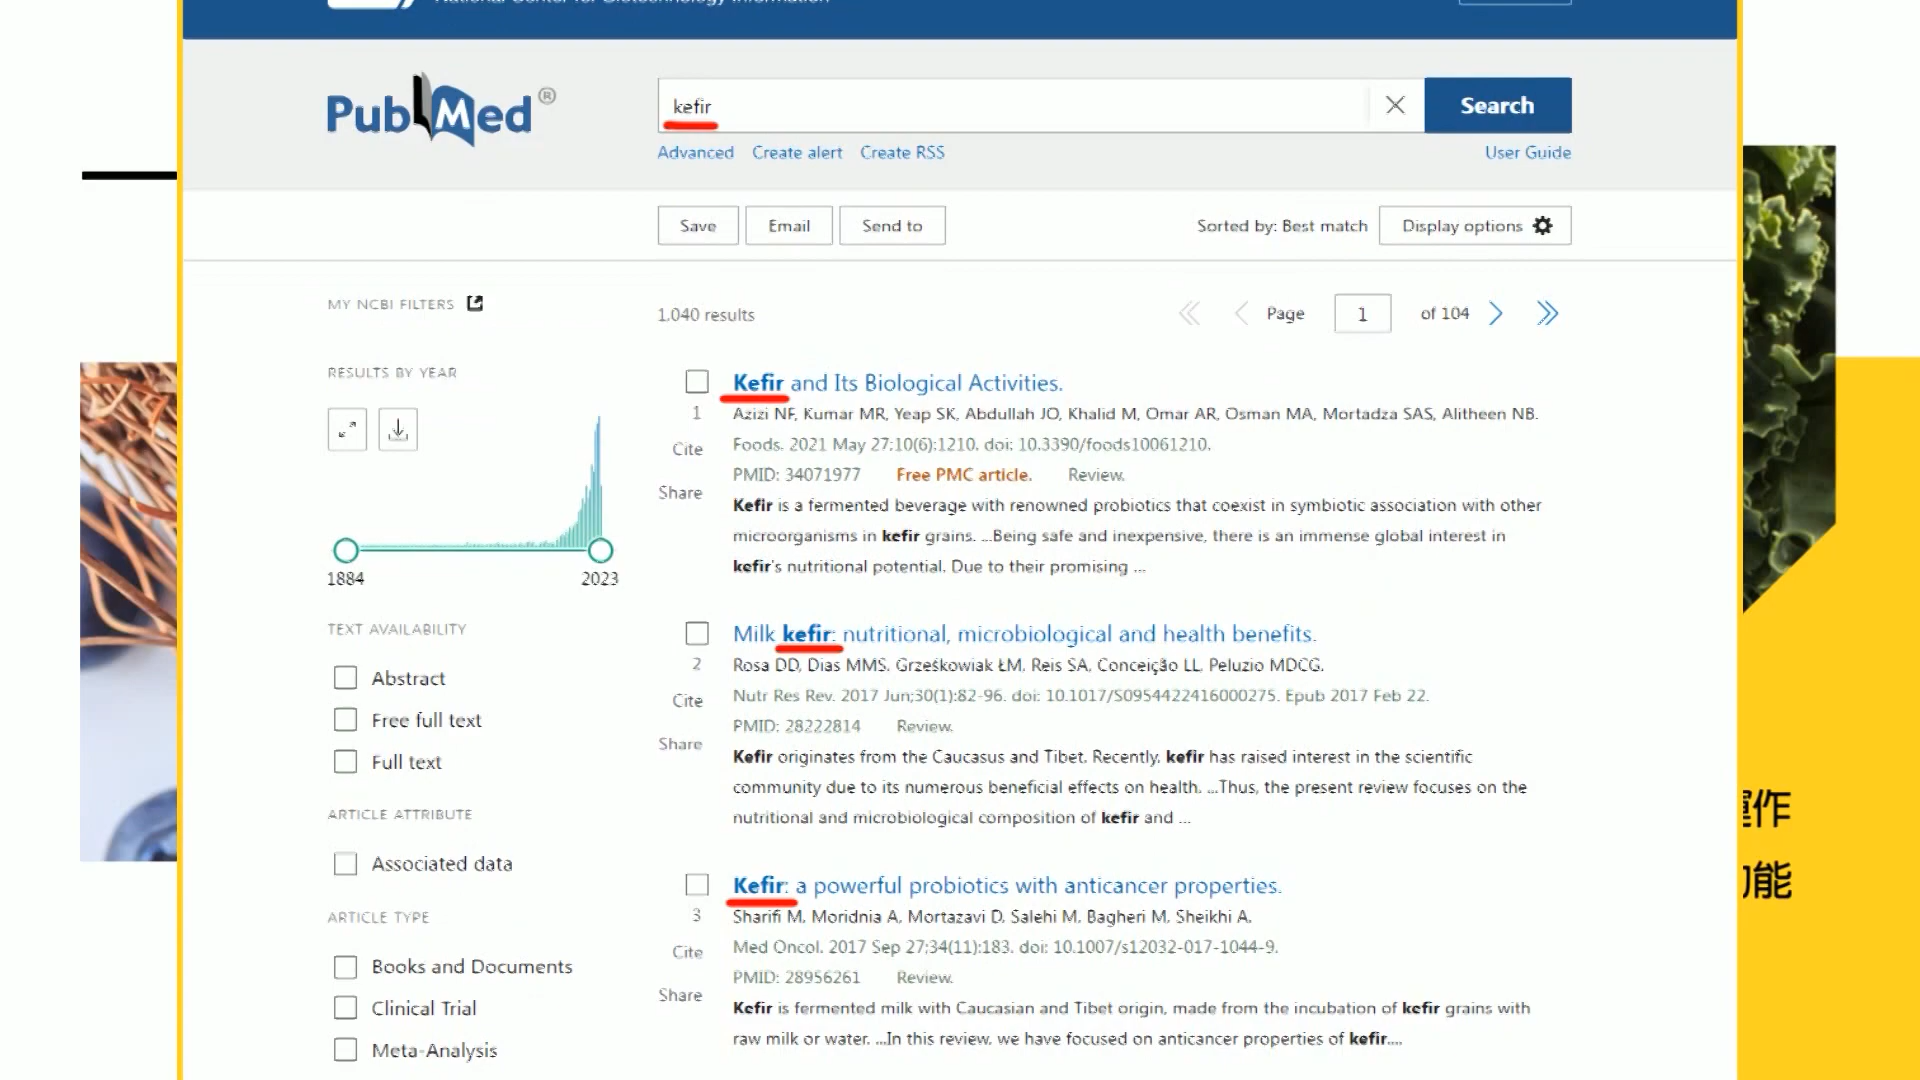 PubMed®
kefir
Search
Advanced Create alert Create RSS
User Guide
Save Email Send to
Sorted by: Best match Display options
MY NCBI FILTERS
1,040 results
Page 1 of 104
RESULTS BY YEAR
1884 2023
TEXT AVAILABILITY
Abstract
Free full text
Full text
ARTICLE ATTRIBUTE
Associated data
ARTICLE TYPE
Books and Documents
Clinical Trial
Meta-Analysis
Kefir and Its Biological Activities.
1
Cite
Share
Azizi NF, Kumar MR, Yeap SK, Abdullah JO, Khalid M, Omar AR, Osman MA, Mortadza SAS, Alitheen NB.
Foods. 2021 May 27;10(6):1210. doi: 10.3390/foods10061210.
PMID: 34071977 Free PMC article. Review.
Kefir is a fermented beverage with renowned probiotics that coexist in symbiotic association with other
microorganisms in kefir grains. ...Being safe and inexpensive, there is an immense global interest in
kefir's nutritional potential. Due to their promising ...
Milk kefir: nutritional, microbiological and health benefits.
2
Cite
Share
Rosa DD, Dias MMS, Grześkowiak ŁM, Reis SA, Conceição LL, Peluzio MDCG.
Nutr Res Rev. 2017 Jun;30(1):82-96. doi: 10.1017/S0954422416000275. Epub 2017 Feb 22.
PMID: 28222814 Review.
Kefir originates from the Caucasus and Tibet. Recently, kefir has raised interest in the scientific
community due to its numerous beneficial effects on health. ...Thus, the present review focuses on the
nutritional and microbiological composition of kefir and ...
Kefir: a powerful probiotics with anticancer properties.
3
Cite
Share
Sharifi M, Moridnia A, Mortazavi D, Salehi M, Bagheri M, Sheikhi A.
Med Oncol. 2017 Sep 27;34(11):183. doi: 10.1007/s12032-017-1044-9.
PMID: 28956261 Review.
Kefir is fermented milk with Caucasian and Tibet origin, made from the incubation of kefir grains with
raw milk or water. ...In this review, we have focused on anticancer properties of kefir....
作
能